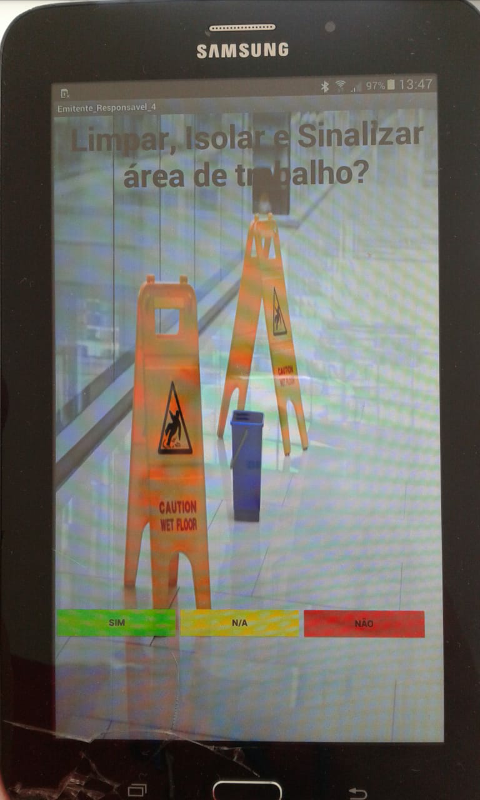 SAMSUNG
97% 13:47
Emitente_Responsavel_4
Limpar, Isolar e Sinalizar
área de trabalho?
CAUTION
WET FLOOR
CAUTION
WET FLOOR
SIM N/A NÃO